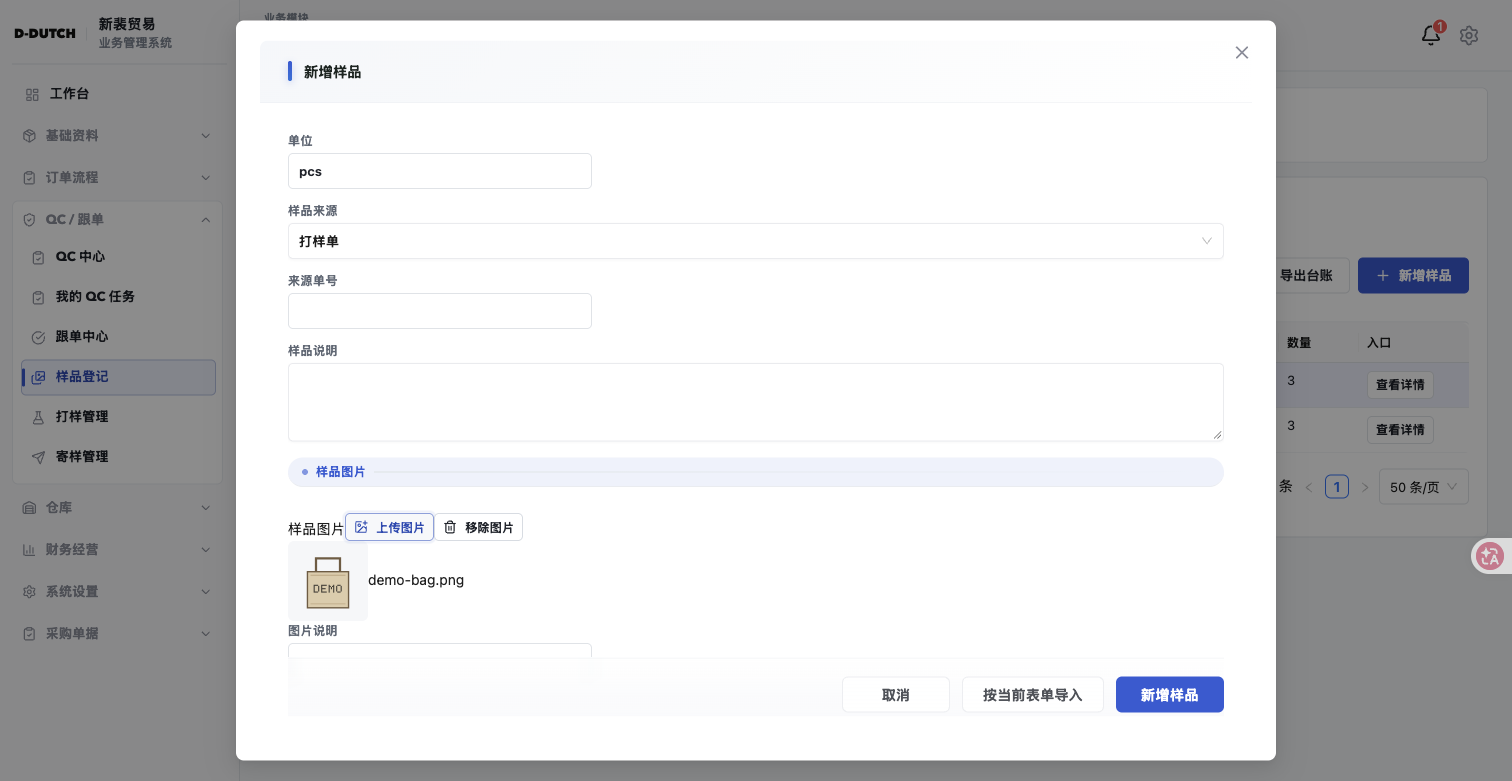 D-DUTCH
新裴贸易
业务管理系统
工作台
基础资料
订单流程
QC / 跟单
QC 中心
我的 QC 任务
跟单中心
样品登记
打样管理
寄样管理
仓库
财务经营
系统设置
采购单据
业务模块
1
导出台账
新增样品
数量
入口
3
查看详情
3
查看详情
条
1
50 条/页
新增样品
单位
pcs
样品来源
打样单
来源单号
样品说明
样品图片
样品图片
上传图片
移除图片
DEMO
demo-bag.png
图片说明
取消
按当前表单导入
新增样品